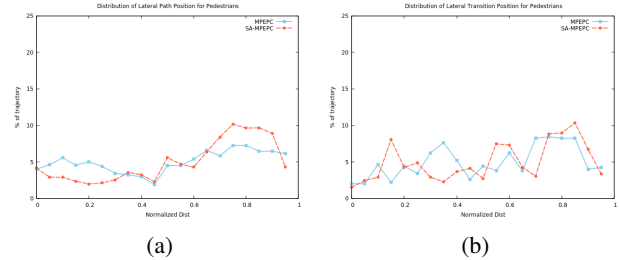 Distribution of Lateral Path Position for Pedestrians
25
20
15
10
5
0
0
0.2
0.4
0.6
0.8
1
% of trajectory
Normalized Dist
MPEPC
SA-MPEPC
(a)
Distribution of Lateral Transition Position for Pedestrians
25
20
15
10
5
0
0
0.2
0.4
0.6
0.8
1
% of trajectory
Normalized Dist
MPEPC
SA-MPEPC
(b)